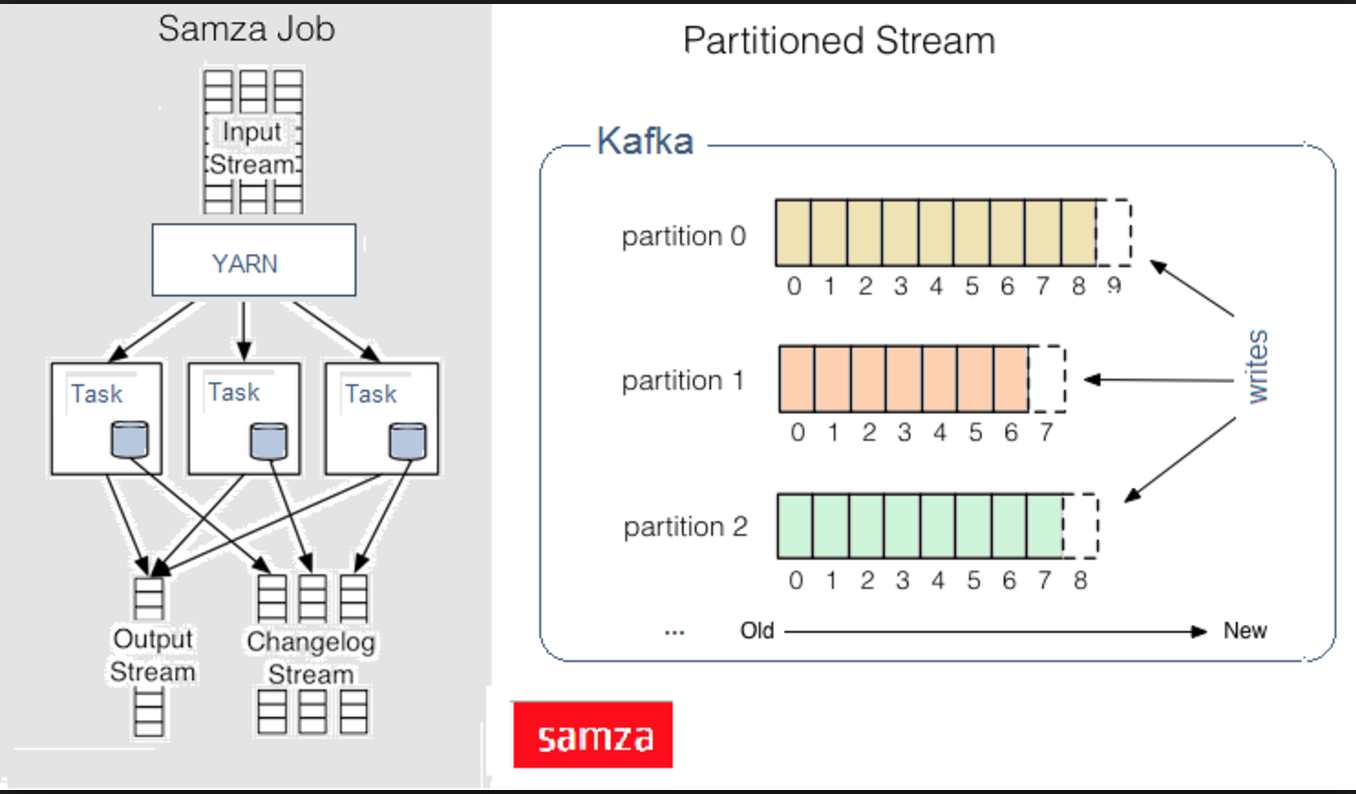 Samza Job
Input
Stream
YARN
Task
Task
Task
Output
Stream
Changelog
Stream
Partitioned Stream
Kafka
partition 0
0 1 2 3 4 5 6 7 8 9
partition 1
0 1 2 3 4 5 6 7
partition 2
0 1 2 3 4 5 6 7 8
writes
... Old New
samza